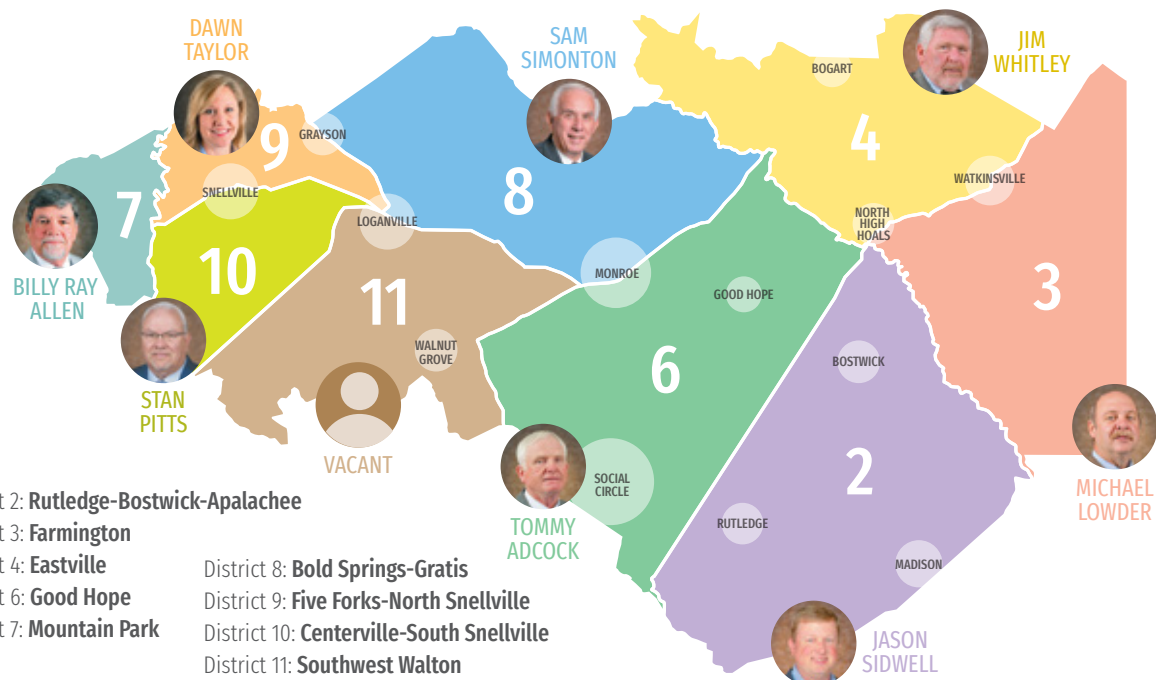 DAWN
TAYLOR
SAM
SIMONTON
JIM
WHITLEY
BOGART
GRAYSON
9
4
8
7
SNELLVILLE
WATKINSVILLE
LOGANVILLE
NORTH
HIGH
HOALS
10
MONROE
3
BILLY RAY
ALLEN
11
GOOD HOPE
WALNUT
GROVE
6
BOSTWICK
STAN
PITTS
VACANT
2
SOCIAL
CIRCLE
MICHAEL
LOWDER
TOMMY
ADCOCK
RUTLEDGE
MADISON
JASON
SIDWELL
t 2: Rutledge-Bostwick-Apalachee
t 3: Farmington
t 4: Eastville
t 6: Good Hope
t 7: Mountain Park
District 8: Bold Springs-Gratis
District 9: Five Forks-North Snellville
District 10: Centerville-South Snellville
District 11: Southwest Walton